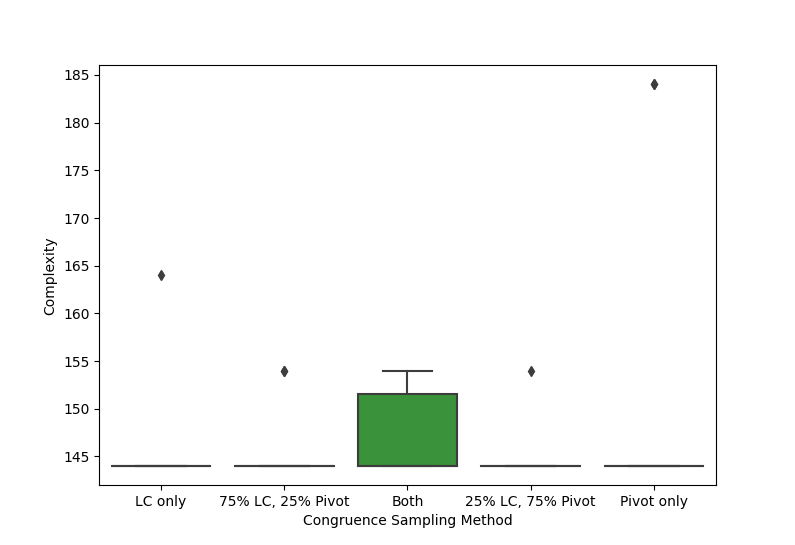 185
180
175
170
165
160
155
150
145
Complexity
LC only
75% LC, 25% Pivot
Both
25% LC, 75% Pivot
Pivot only
Congruence Sampling Method